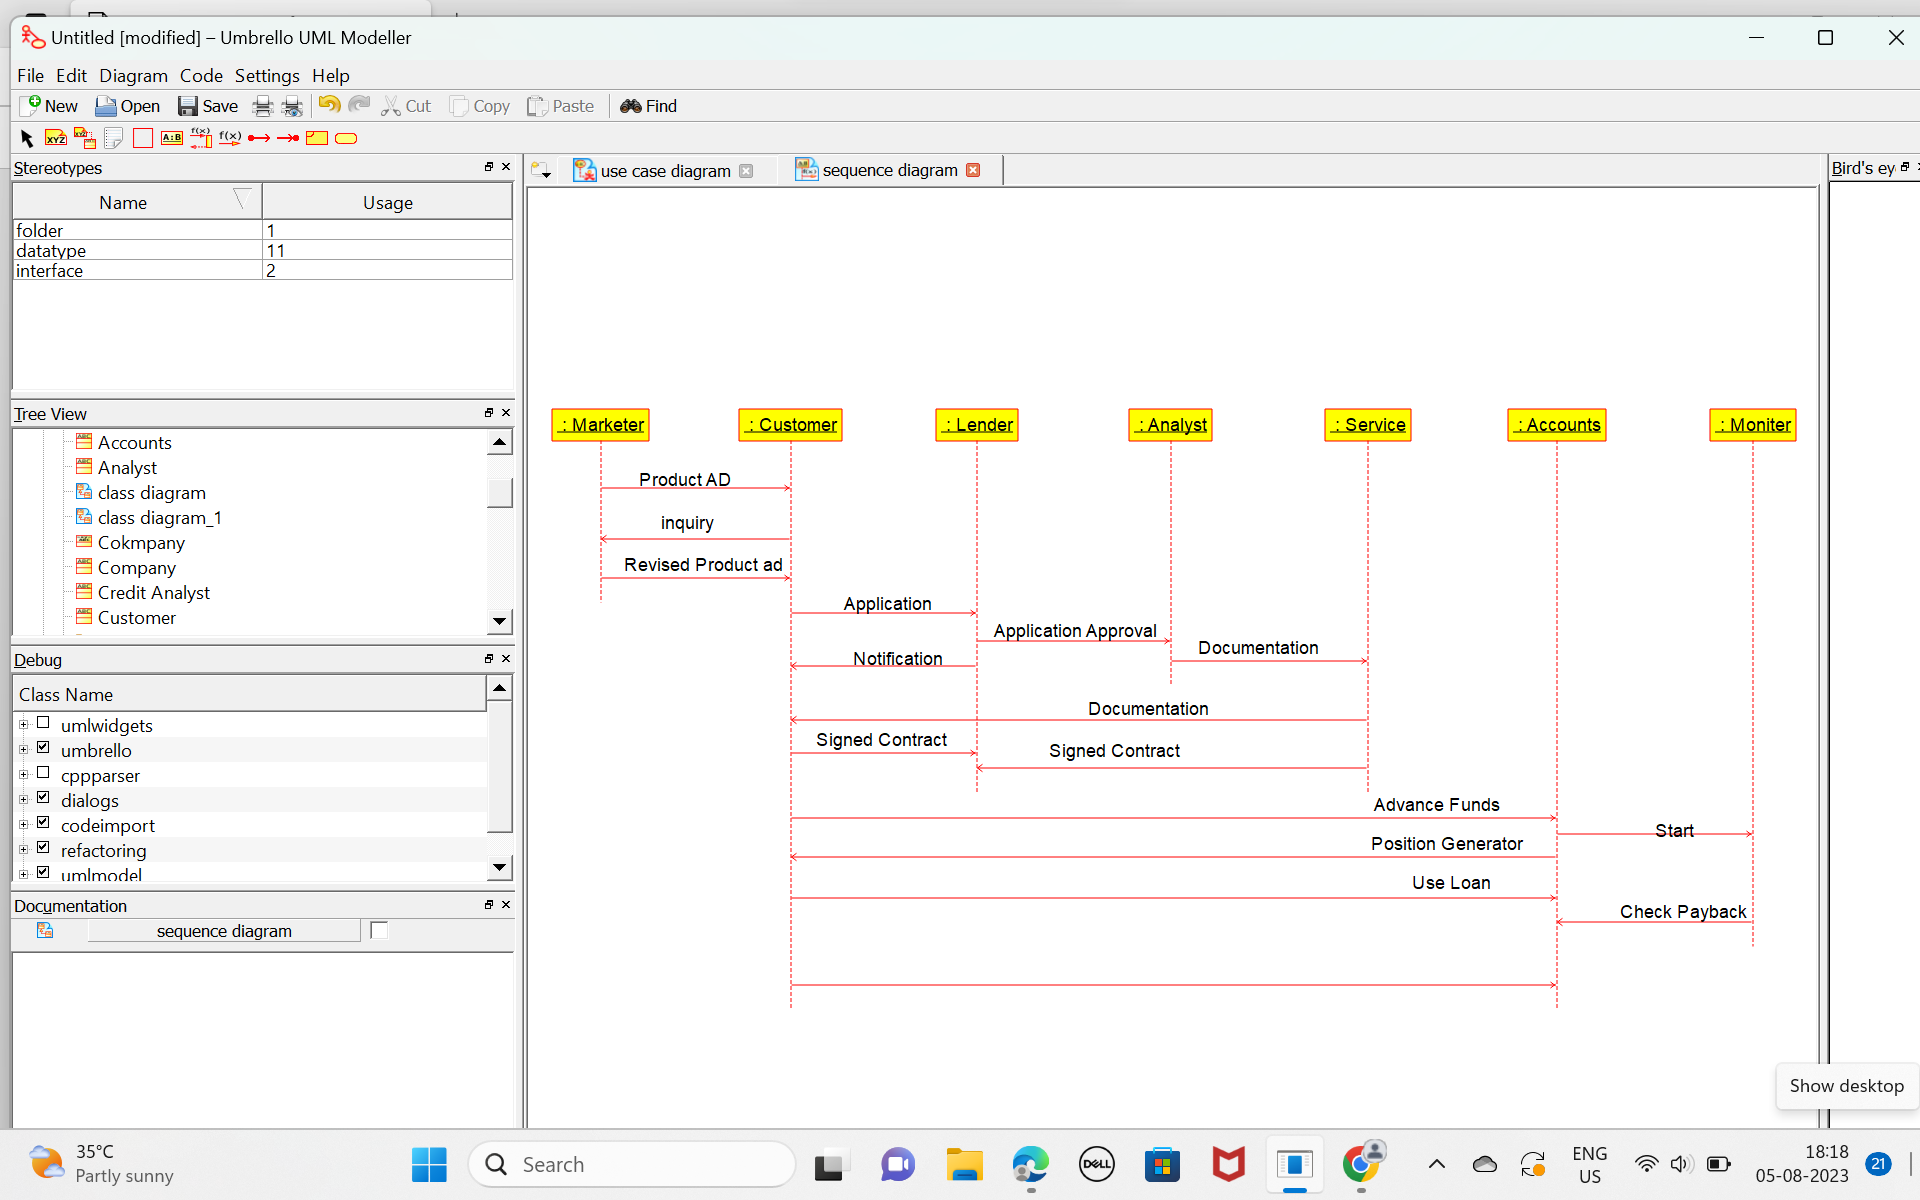 Untitled [modified] – Umbrello UML Modeller
File Edit Diagram Code Settings Help
New Open Save Cut Copy Paste Find
XYZ XYZ A:B f(x) f(x)
Stereotypes
Name Usage
folder 1
datatype 11
interface 2
Tree View
Accounts
Analyst
class diagram
class diagram_1
Cokmpany
Company
Credit Analyst
Customer
Debug
Class Name
umlwidgets
umbrello
cppparser
dialogs
codeimport
refactoring
umlmodel
Documentation
sequence diagram
use case diagram sequence diagram
Bird's ey
: Marketer : Customer : Lender : Analyst : Service : Accounts : Moniter
Product AD
inquiry
Revised Product ad
Application
Application Approval
Documentation
Notification
Documentation
Signed Contract
Signed Contract
Advance Funds
Start
Position Generator
Use Loan
Check Payback
Show desktop
35°C
Partly sunny
Search
DELL
ENG
US
18:18
05-08-2023
21